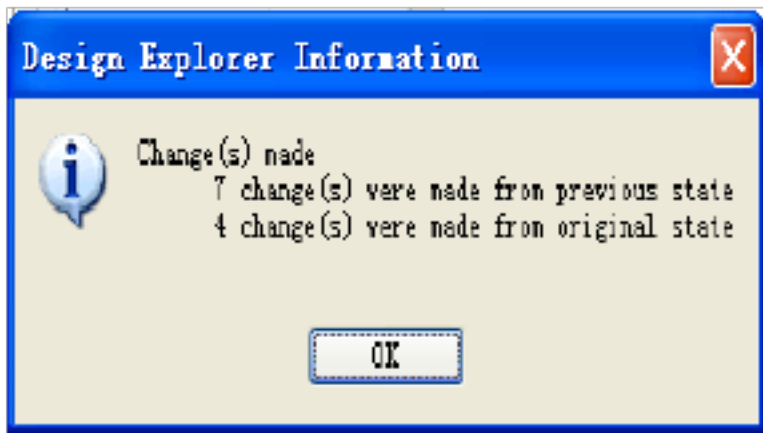 Design Explorer Information
Change(s) made
7 change(s) were made from previous state
4 change(s) were made from original state
OK